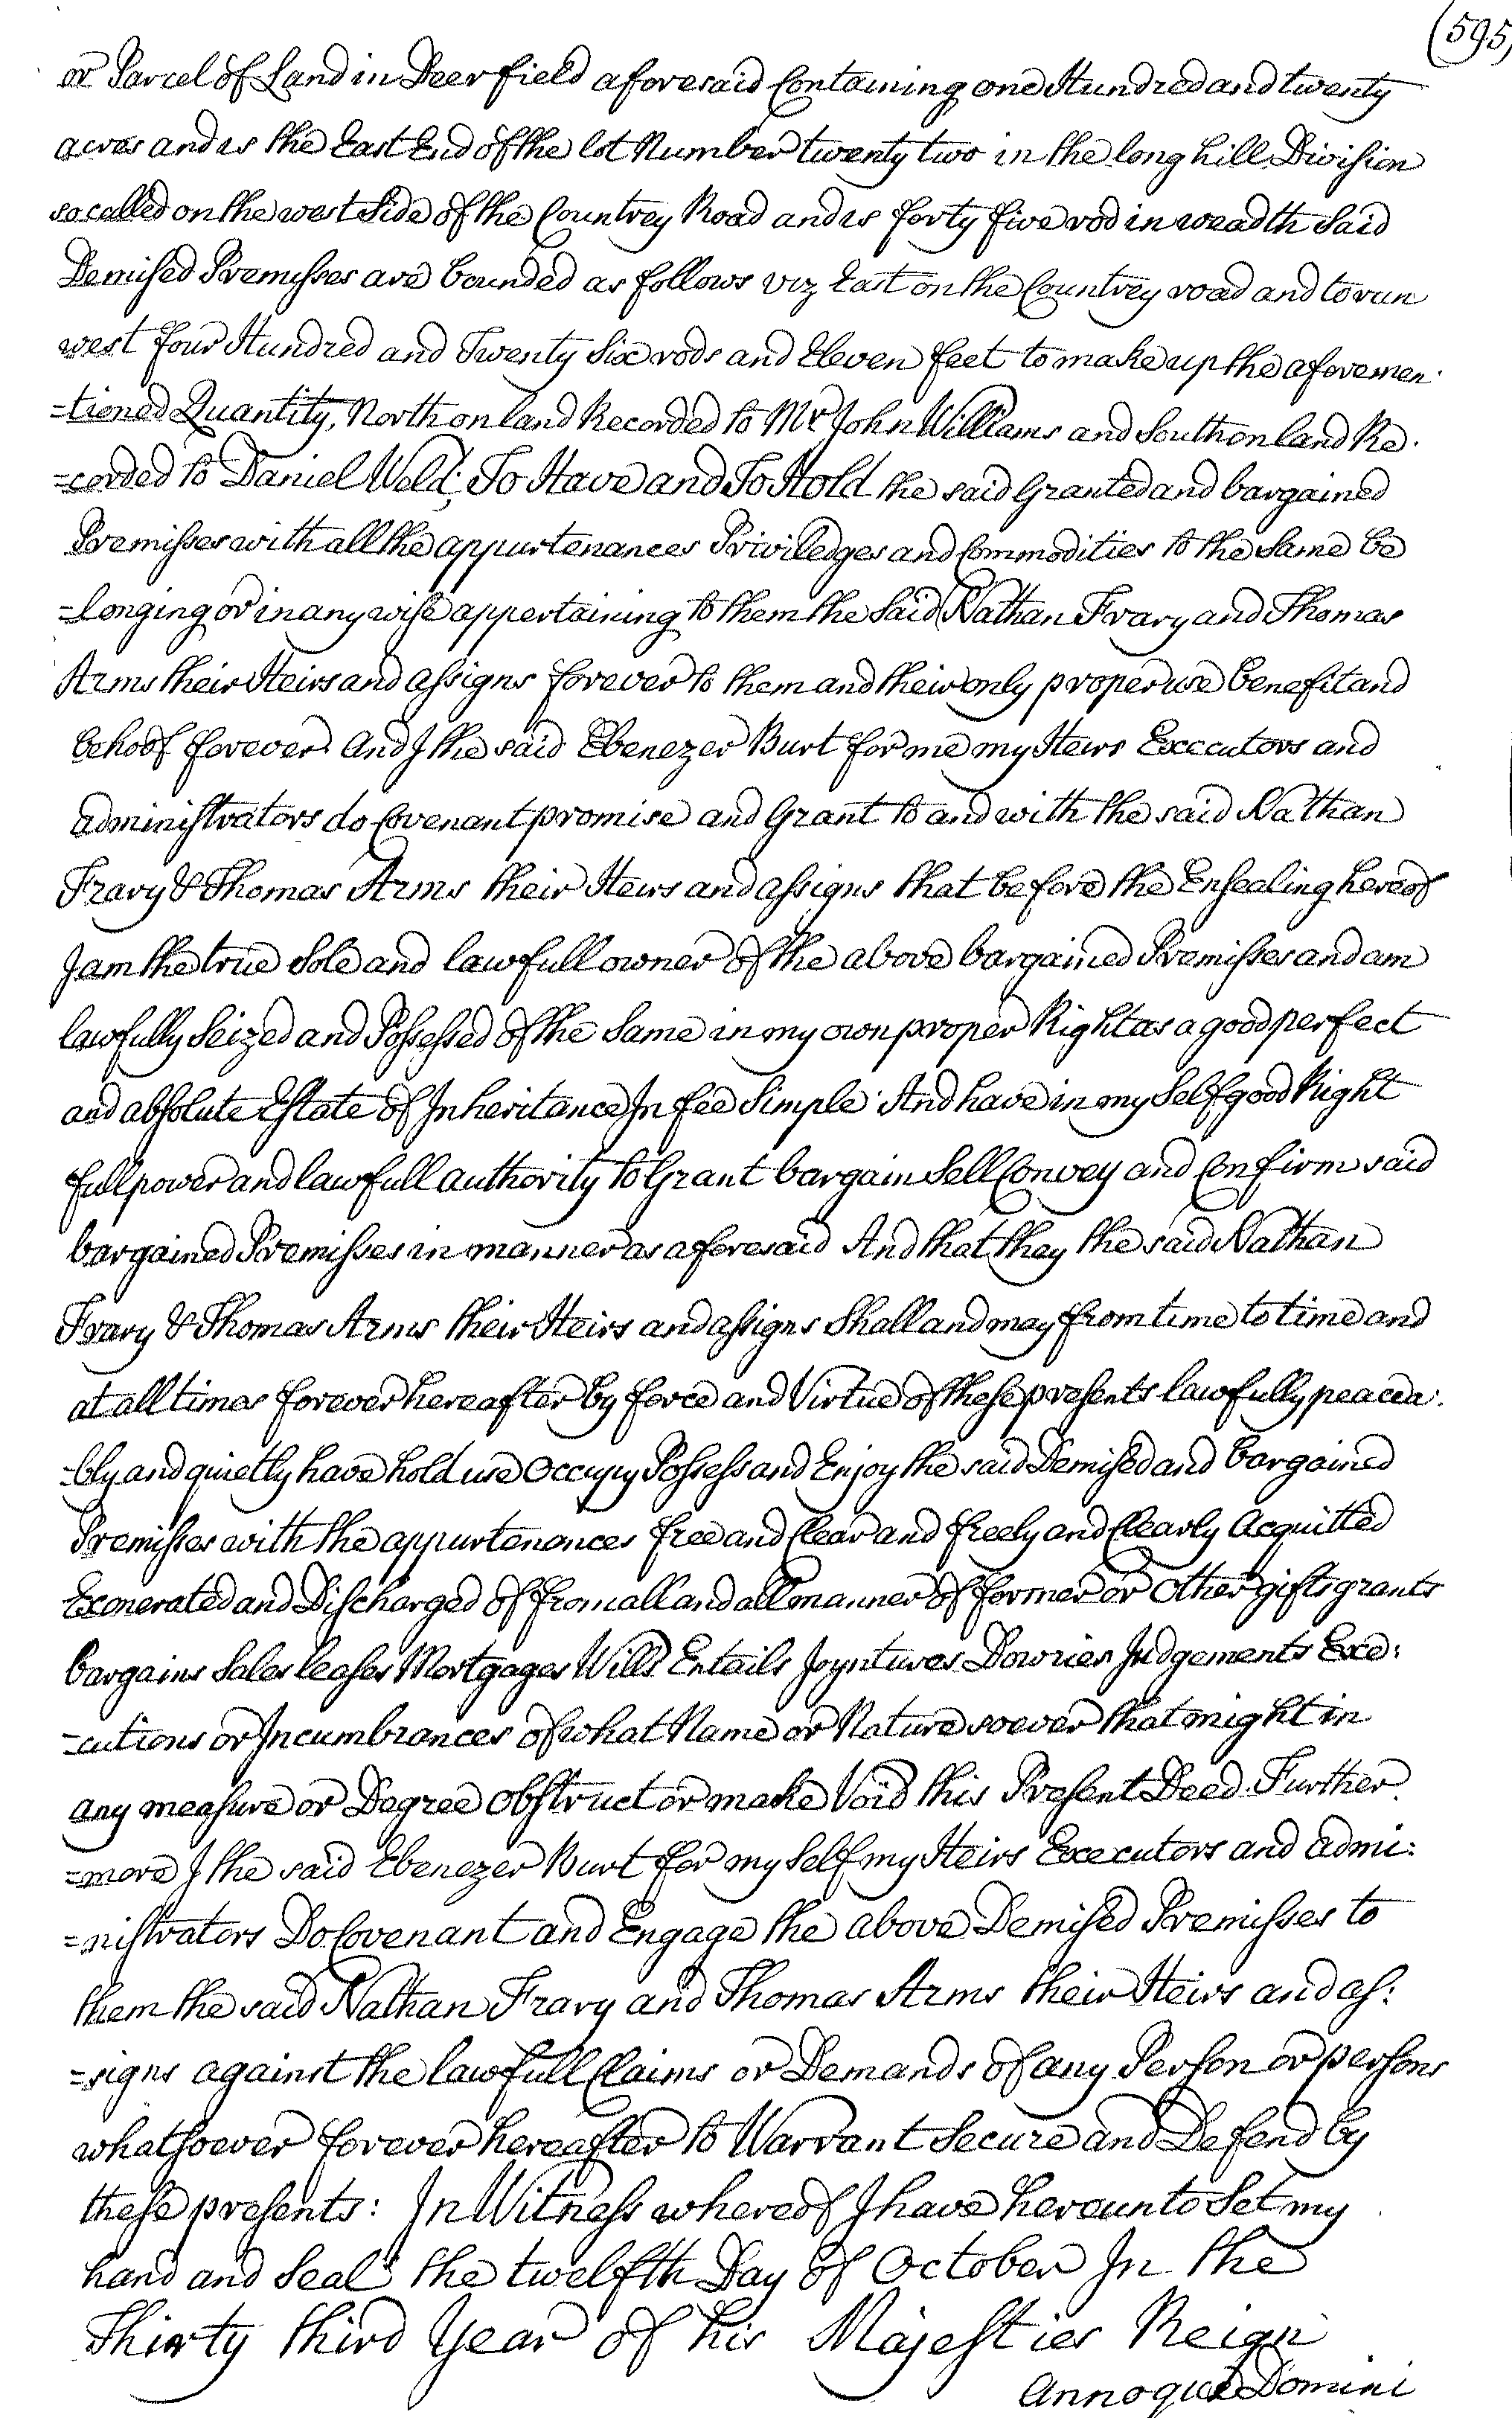 (595)
or Parcel of Land in Deerfield aforesaid Containing one Hundred and twenty
acres and is the East End of the lot Number twenty two in the long hill Division
so called on the west Side of the Countrey Road and is forty five rod in weadth Said
Demised Premisses are bounded as follows viz East on the Countrey road and to run
west four Hundred and Twenty Six rods and Eleven feet to make up the aforemen-
=tioned Quantity, North on land Recorded to Mr John Williams and South on land Re-
=corded to Daniel Weld; To Have and To Hold the said Granted and bargained
Premisses with all the appurtenances Priviledges and Commodities to the Same be
=longing or in any wise appertaining to them the Said Nathan Frary and Thomas
Arms their Heirs and assigns forever to them and their only proper use benefit and
behoof forever. And I the said Ebenezer Burt for me my Heirs Executors and
administrators do Covenant promise and Grant to and with the said Nathan
Frary & Thomas Arms their Heirs and assigns that before the Ensealing hereof
I am the true Sole and lawfull owner of the above bargained Premisses and am
lawfully Seized and Possessed of the Same in my own proper Right as a good perfect
and absolute Estate of Inheritance In fee Simple. And have in my Self good Right
full power and lawfull authority to Grant bargain Sell Convey and Confirm said
bargained Premisses in manner as aforesaid And that they the said Nathan
Frary & Thomas Arms their Heirs and assigns Shall and may from time to time and
at all times forever hereafter by force and Virtue of these presents lawfully peacea:
=bly and quietly have hold use Occupy Possess and Enjoy the said Demised and bargained
Premisses with the appurtenances free and Clear and freely and Clearly Acquitted
Exonerated and Discharged of from all and all manner of former or Other gifts grants
bargains Sales leases Mortgages Wills Entails Joyntures Dowries Judgements Exe:
=cutions or Incumbrances of what Name or Nature soever that might in
any measure or Degree obstruct or make Void this Present Deed. Further
=more I the said Ebenezer Burt for my Self my Heirs Executors and admi:
=nistrators Do Covenant and Engage the above Demised Premisses to
them the said Nathan Frary and Thomas Arms their Heirs and as:
=signs against the lawfull Claims or Demands of any Person or persons
whatsoever forever hereafter to Warrant Secure and Defend by
these presents: In Witness whereof I have hereunto Set my
hand and Seal the twelfth Day of October In the
Thirty third Year of his Majesties Reign
Annoque Domini